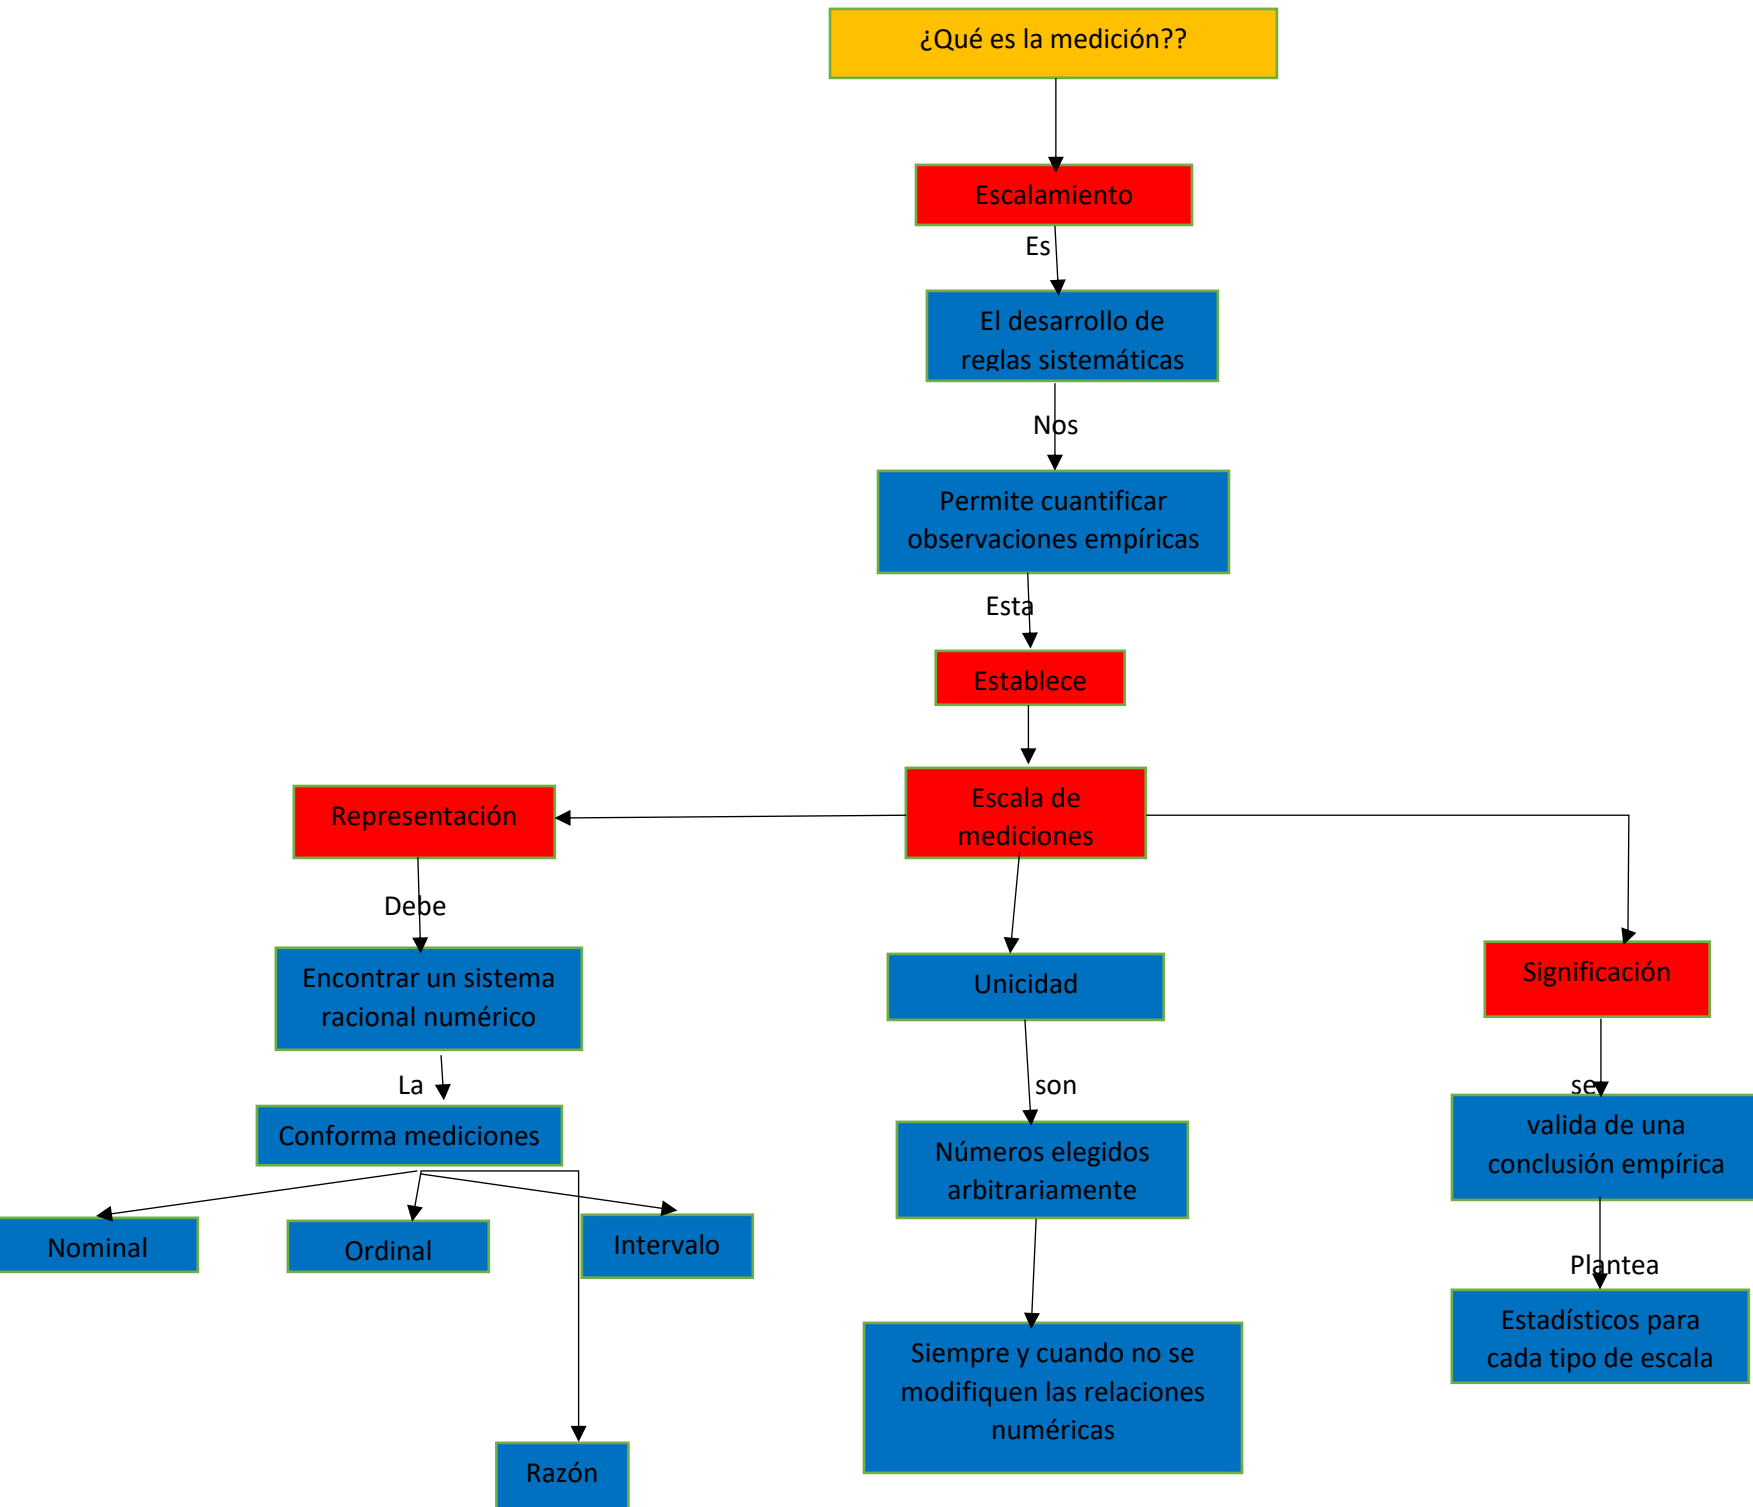 ¿Qué es la medición??
Escalamiento
Es
El desarrollo de
reglas sistemáticas
Nos
Permite cuantificar
observaciones empíricas
Esta
Establece
Escala de
mediciones
Representación
Debe
Encontrar un sistema
racional numérico
La
Conforma mediciones
Nominal
Ordinal
Intervalo
Razón
Unicidad
son
Números elegidos
arbitrariamente
Siempre y cuando no se
modifiquen las relaciones
numéricas
Significación
se
valida de una
conclusión empírica
Plantea
Estadísticos para
cada tipo de escala